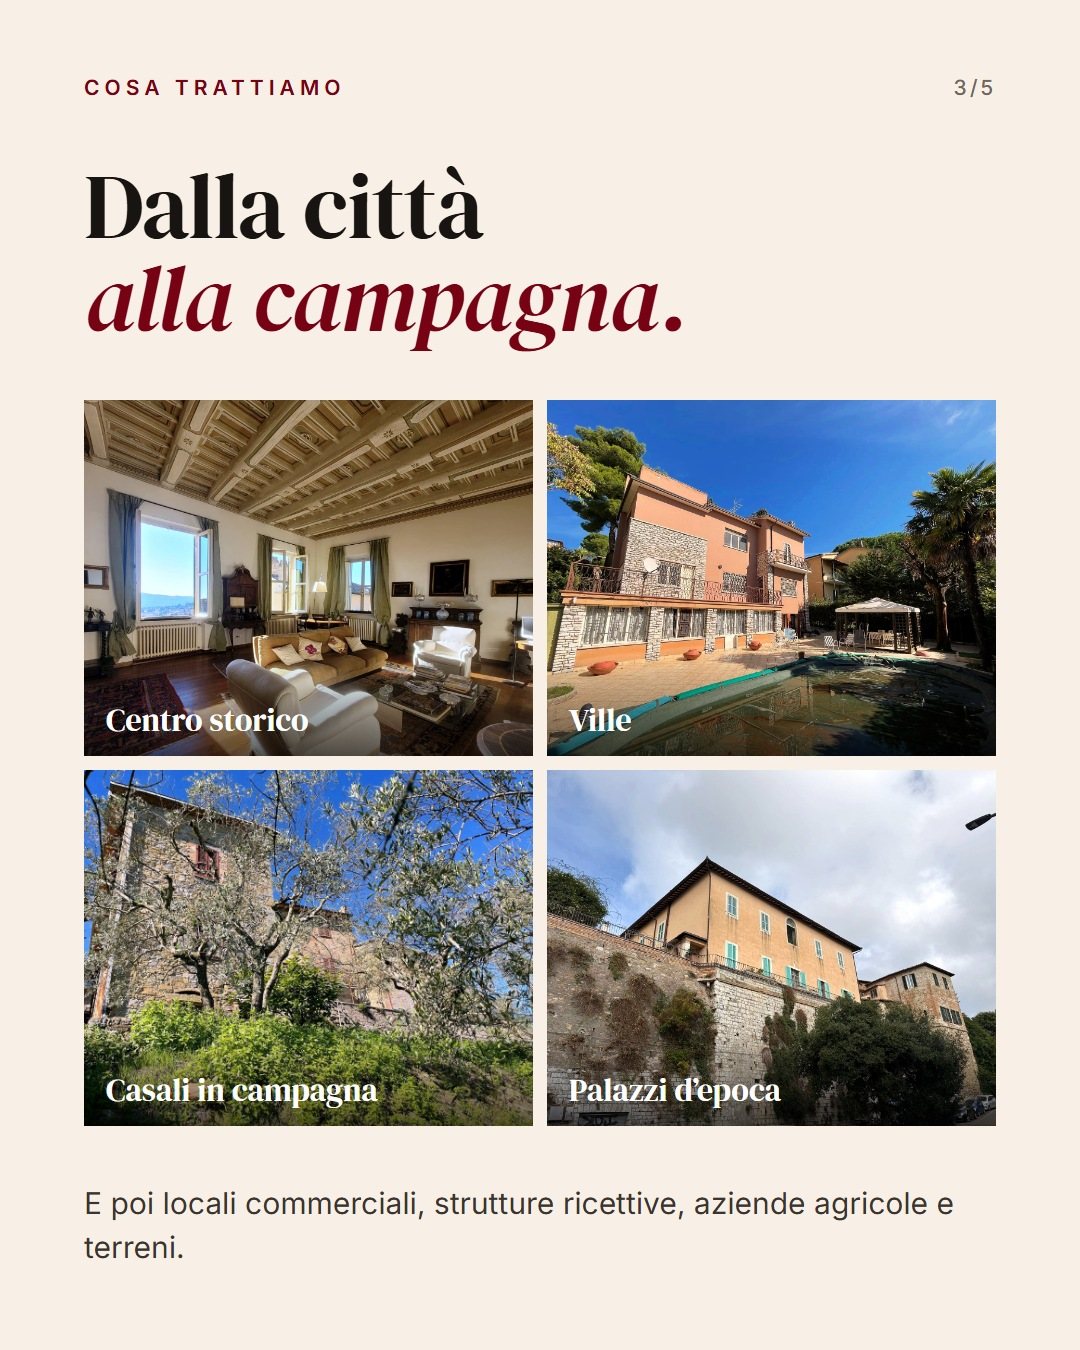 COSA TRATTIAMO
3/5
Dalla città
alla campagna.
Centro storico
Ville
Casali in campagna
Palazzi d’epoca
E poi locali commerciali, strutture ricettive, aziende agricole e
terreni.